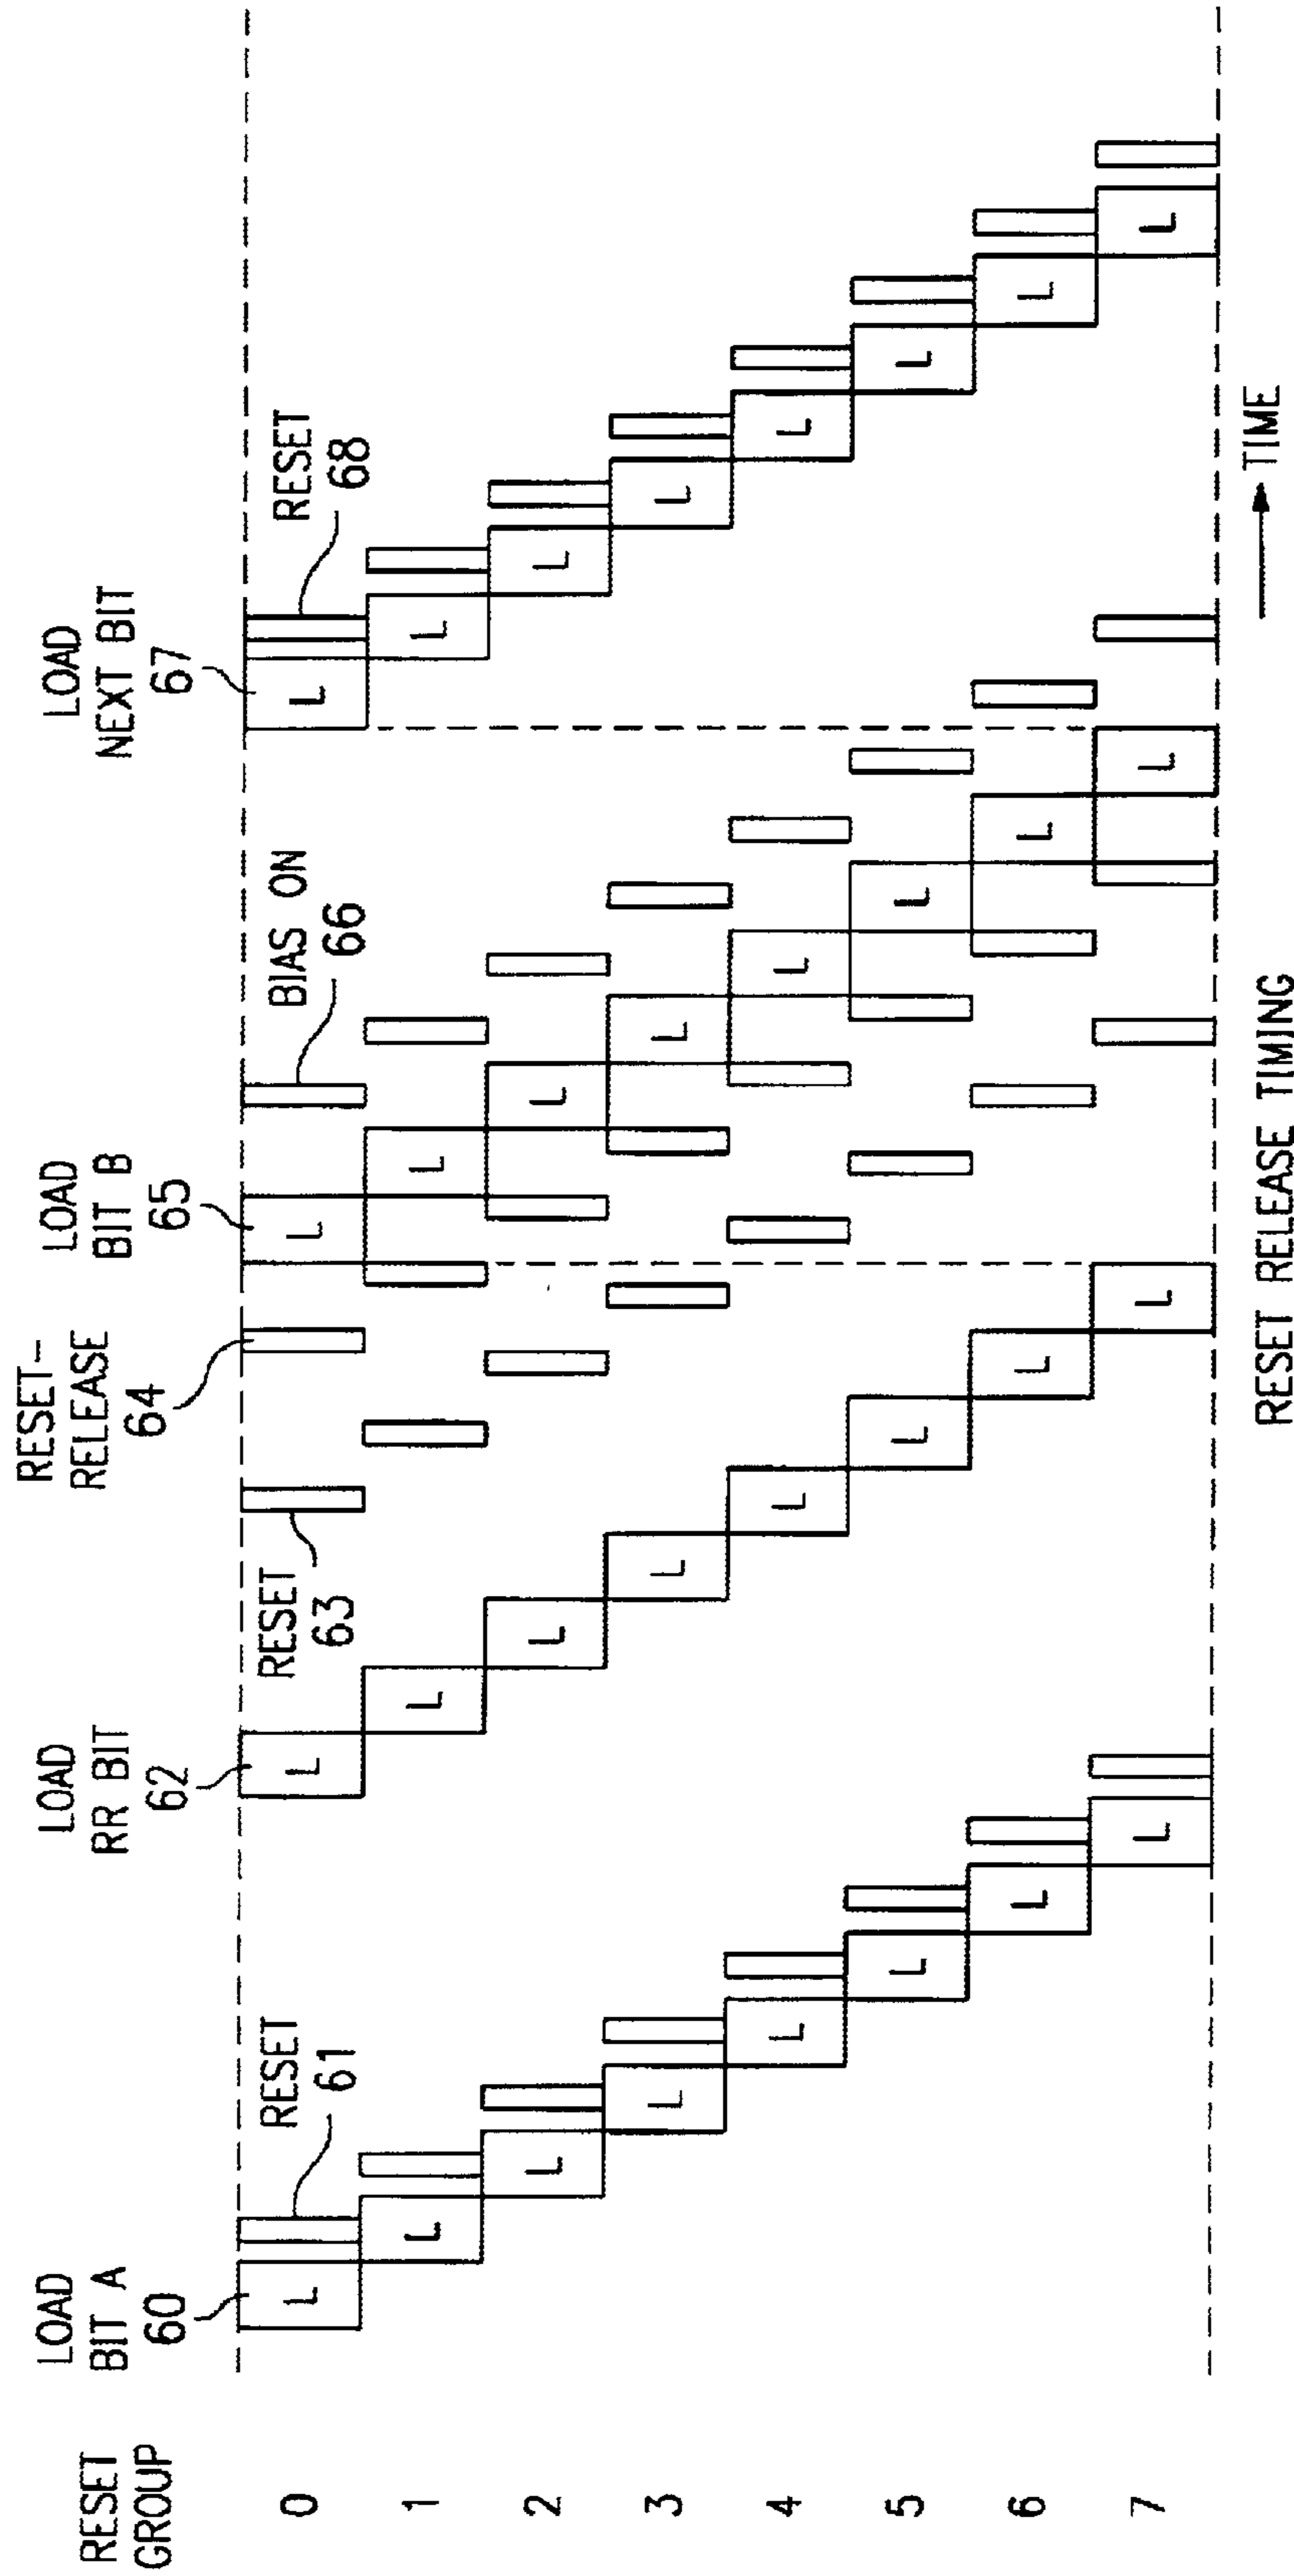 LOAD
BIT A
60
RESET
61
LOAD
RR BIT
62
RESET
63
RESET-
RELEASE
64
LOAD
BIT B
65
BIAS ON
66
LOAD
NEXT BIT
67
RESET
68
RESET
GROUP
0
L
L
L
L
1
L
L
L
L
2
L
L
L
L
3
L
L
L
L
4
L
L
L
L
5
L
L
L
L
6
L
L
L
L
7
L
L
L
L
TIME
RESET RELEASE TIMING